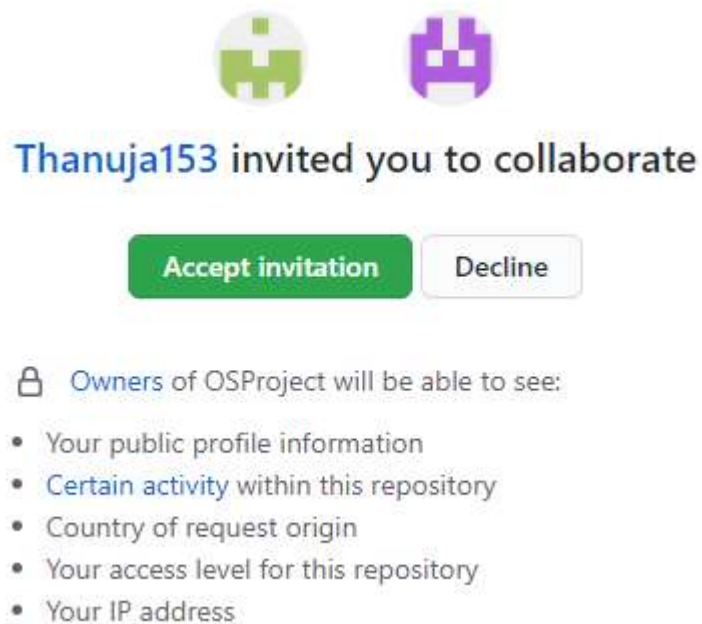 Thanuja153 invited you to collaborate
Accept invitation Decline
Owners of OSProject will be able to see:
Your public profile information
Certain activity within this repository
Country of request origin
Your access level for this repository
Your IP address